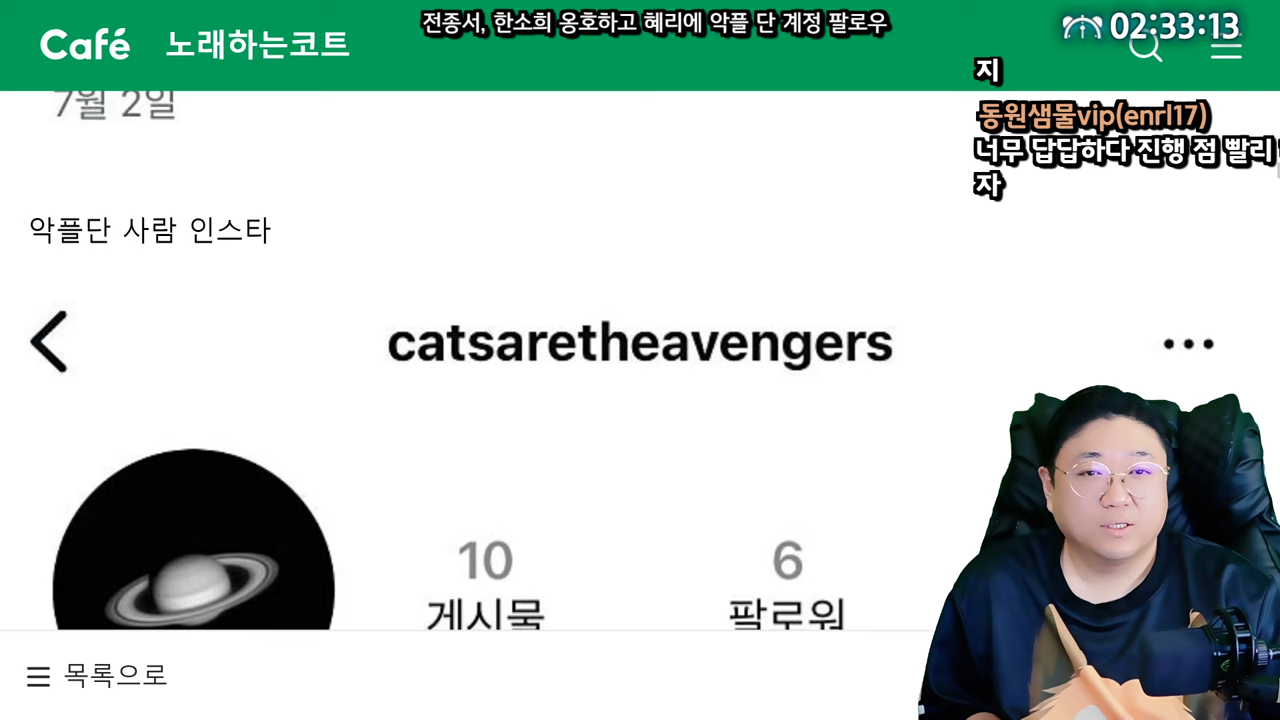 전종서, 한소희 옹호하고 혜리에 악플 단 계정 팔로우
02:33:13
Café 노래하는코트
지
동원샘물vip(enrl17)
너무 답답하다 진행 점 빨리
자
7월 2일
악플단 사람 인스타
catsaretheavengers
10
6
게시물
팔로워
목록으로